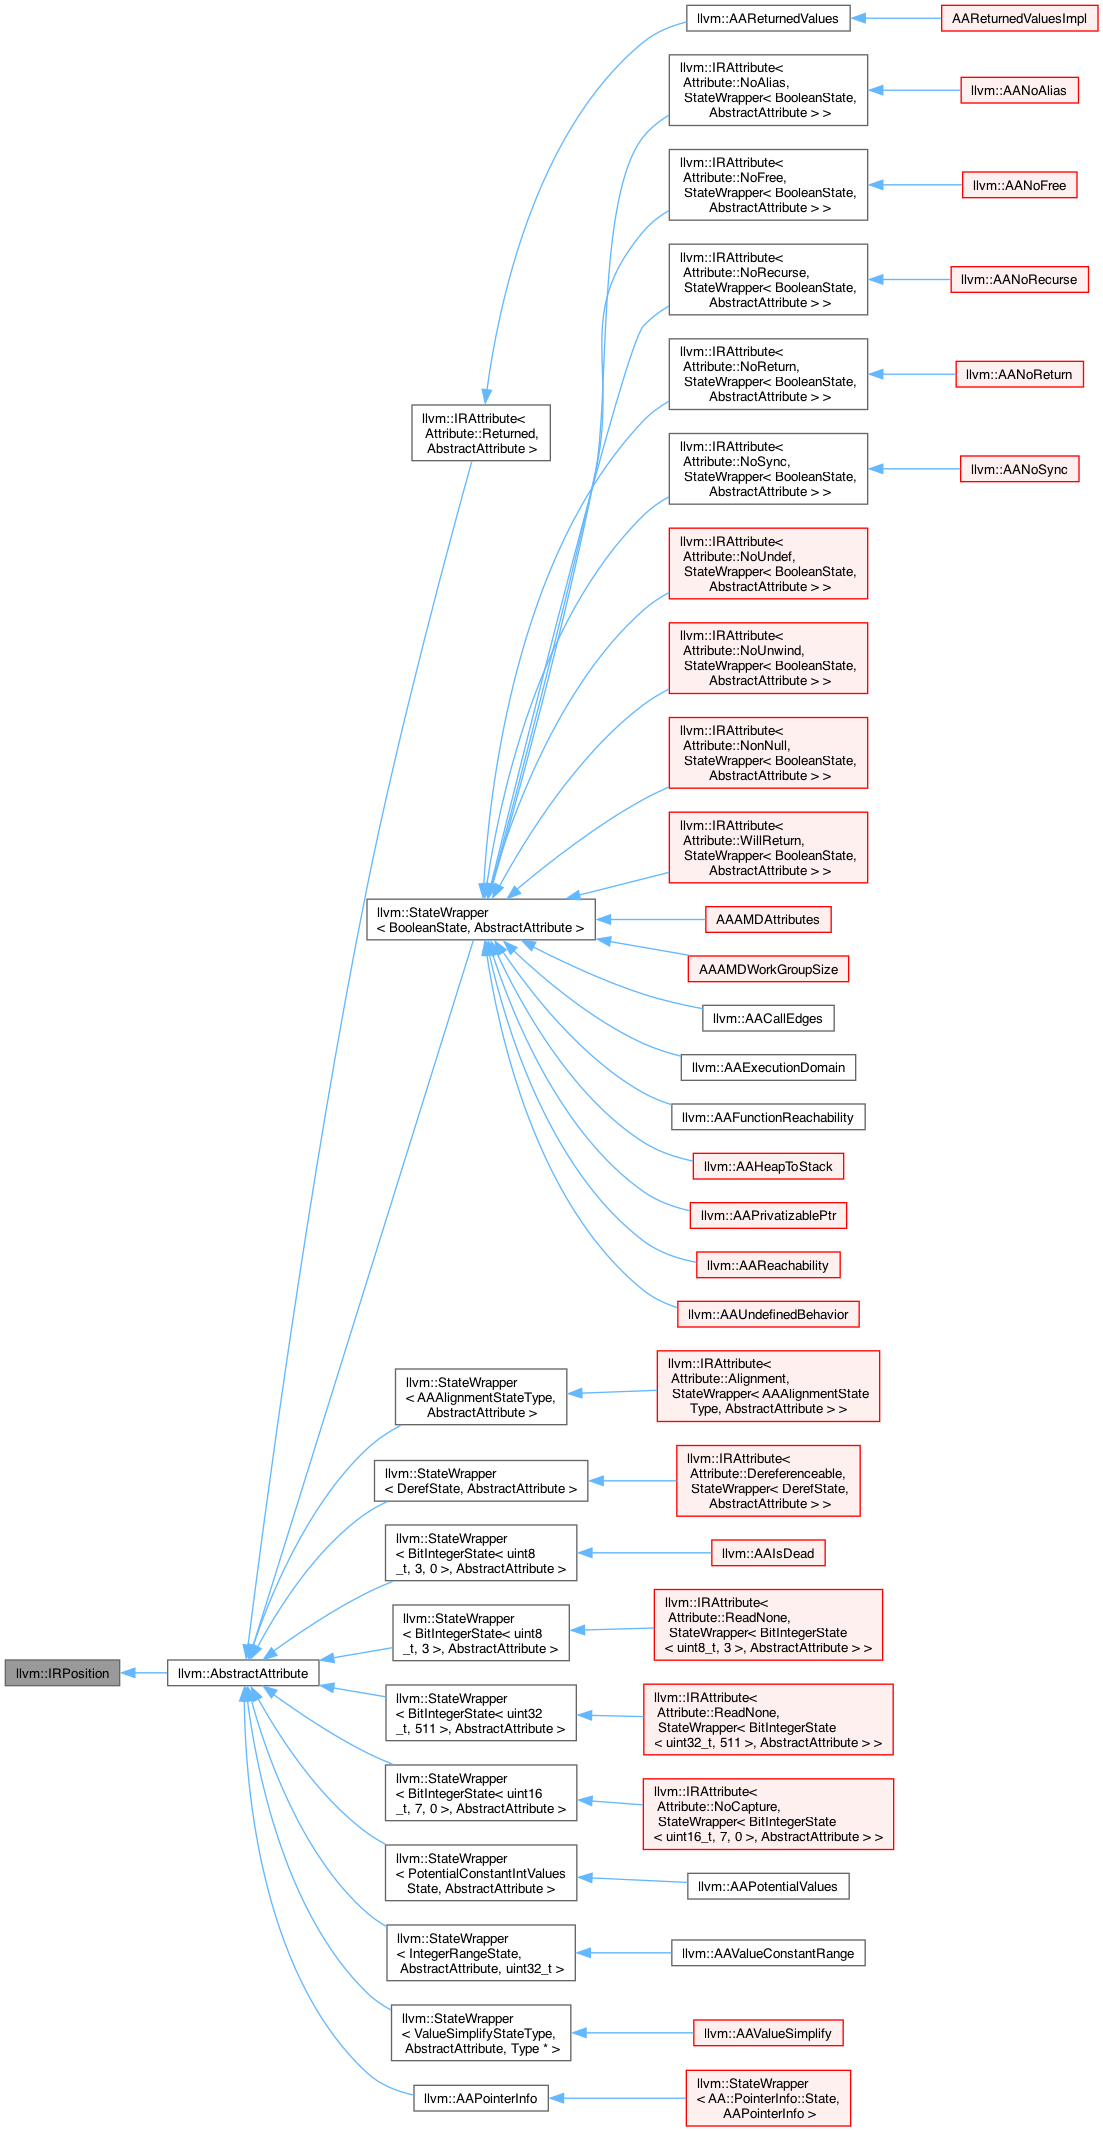 llvm::AAReturnedValues
AAReturnedValuesImpl
llvm::IRAttribute<
Attribute::NoAlias,
StateWrapper< BooleanState,
AbstractAttribute > >
llvm::AANoAlias
llvm::IRAttribute<
Attribute::NoFree,
StateWrapper< BooleanState,
AbstractAttribute > >
llvm::AANoFree
llvm::IRAttribute<
Attribute::NoRecurse,
StateWrapper< BooleanState,
AbstractAttribute > >
llvm::AANoRecurse
llvm::IRAttribute<
Attribute::NoReturn,
StateWrapper< BooleanState,
AbstractAttribute > >
llvm::AANoReturn
llvm::IRAttribute<
Attribute::Returned,
AbstractAttribute >
llvm::IRAttribute<
Attribute::NoSync,
StateWrapper< BooleanState,
AbstractAttribute > >
llvm::AANoSync
llvm::IRAttribute<
Attribute::NoUndef,
StateWrapper< BooleanState,
AbstractAttribute > >
llvm::IRAttribute<
Attribute::NoUnwind,
StateWrapper< BooleanState,
AbstractAttribute > >
llvm::IRAttribute<
Attribute::NonNull,
StateWrapper< BooleanState,
AbstractAttribute > >
llvm::IRAttribute<
Attribute::WillReturn,
StateWrapper< BooleanState,
AbstractAttribute > >
llvm::StateWrapper
< BooleanState, AbstractAttribute >
AAAMDAttributes
AAAMDWorkGroupSize
llvm::AACallEdges
llvm::AAExecutionDomain
llvm::AAFunctionReachability
llvm::AAHeapToStack
llvm::AAPrivatizablePtr
llvm::AAReachability
llvm::AAUndefinedBehavior
llvm::StateWrapper
< AAAlignmentStateType,
AbstractAttribute >
llvm::IRAttribute<
Attribute::Alignment,
StateWrapper< AAAlignmentState
Type, AbstractAttribute > >
llvm::StateWrapper
< DerefState, AbstractAttribute >
llvm::IRAttribute<
Attribute::Dereferenceable,
StateWrapper< DerefState,
AbstractAttribute > >
llvm::StateWrapper
< BitIntegerState< uint8
_t, 3, 0 >, AbstractAttribute >
llvm::AAIsDead
llvm::StateWrapper
< BitIntegerState< uint8
_t, 3 >, AbstractAttribute >
llvm::IRAttribute<
Attribute::ReadNone,
StateWrapper< BitIntegerState
< uint8_t, 3 >, AbstractAttribute > >
llvm::IRPosition
llvm::AbstractAttribute
llvm::StateWrapper
< BitIntegerState< uint32
_t, 511 >, AbstractAttribute >
llvm::IRAttribute<
Attribute::ReadNone,
StateWrapper< BitIntegerState
< uint32_t, 511 >, AbstractAttribute > >
llvm::StateWrapper
< BitIntegerState< uint16
_t, 7, 0 >, AbstractAttribute >
llvm::IRAttribute<
Attribute::NoCapture,
StateWrapper< BitIntegerState
< uint16_t, 7, 0 >, AbstractAttribute > >
llvm::StateWrapper
< PotentialConstantIntValues
State, AbstractAttribute >
llvm::AAPotentialValues
llvm::StateWrapper
< IntegerRangeState,
AbstractAttribute, uint32_t >
llvm::AAValueConstantRange
llvm::StateWrapper
< ValueSimplifyStateType,
AbstractAttribute, Type * >
llvm::AAValueSimplify
llvm::AAPointerInfo
llvm::StateWrapper
< AA::PointerInfo::State,
AAPointerInfo >